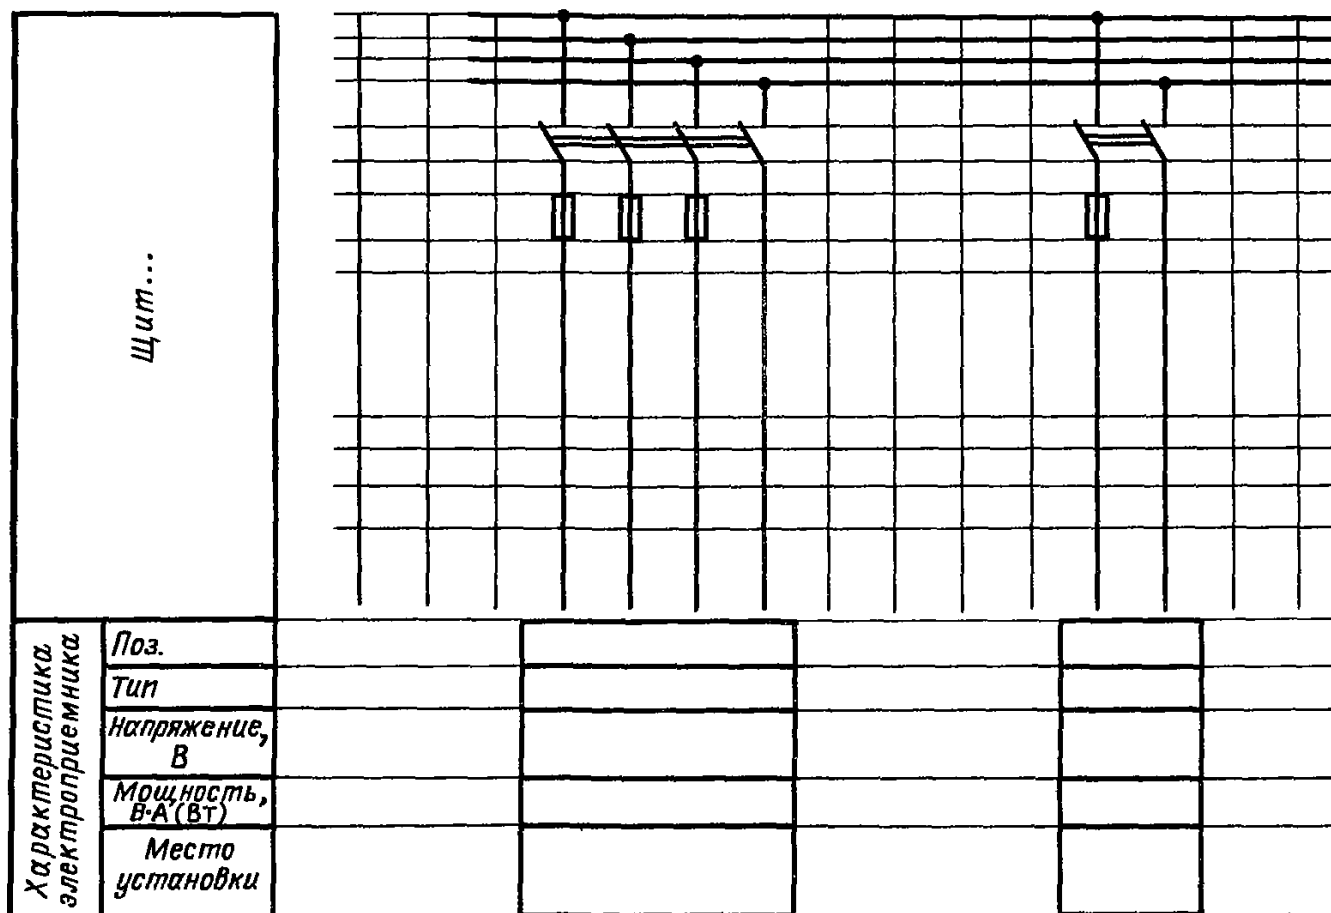 Щит...
Характеристика
электроприемника
Поз.
Тип
Напряжение,
В
Мощность,
В·А (Вт)
Место
установки